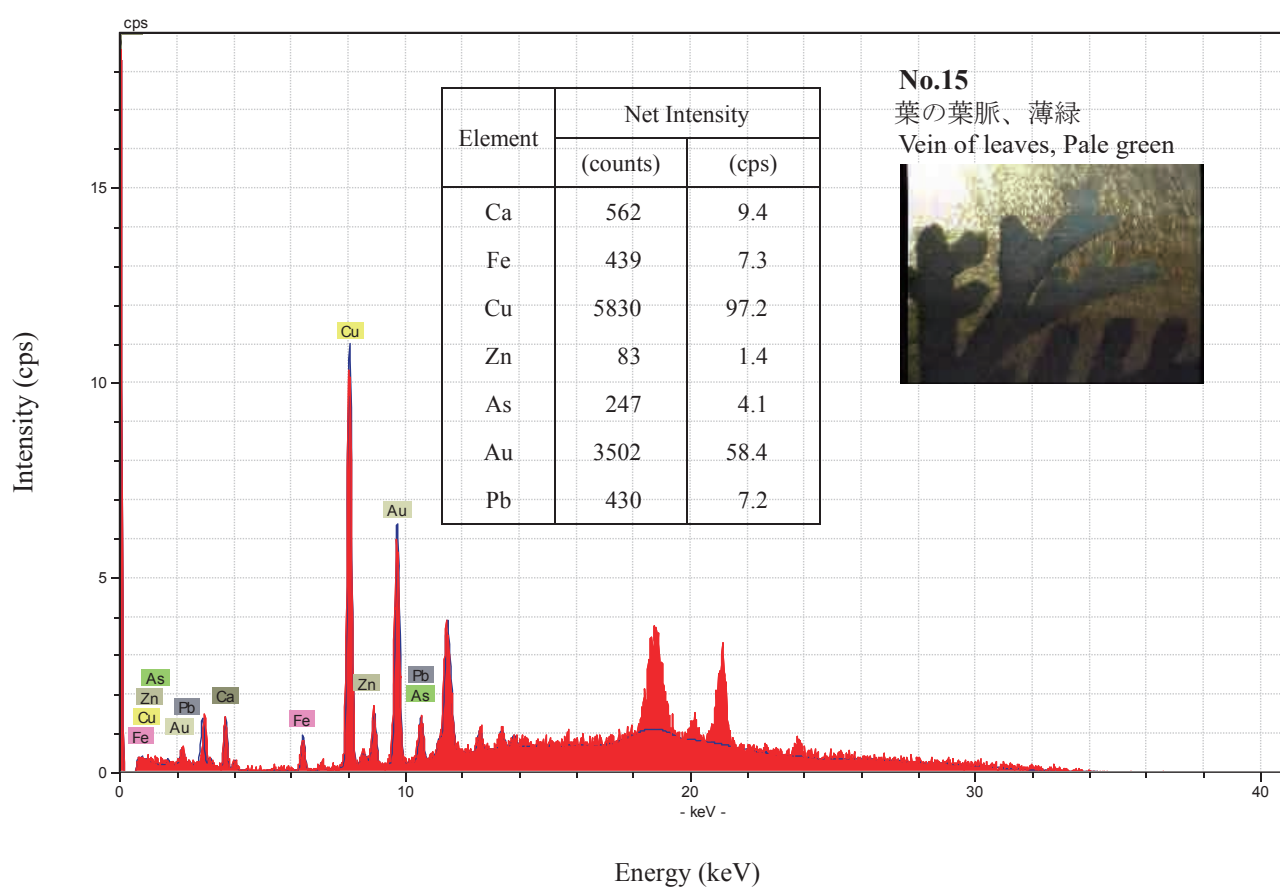 cps
No.15
葉の葉脈、薄緑
Vein of leaves, Pale green
Element Net Intensity
(counts) (cps)
Ca 562 9.4
Fe 439 7.3
Cu 5830 97.2
Zn 83 1.4
As 247 4.1
Au 3502 58.4
Pb 430 7.2
15
10
5
0
Intensity (cps)
Cu
Au
As
Zn
Cu
Fe
Pb
Au
Ca
Fe
Zn
Pb
As
0 10 20 30 40
- keV -
Energy (keV)